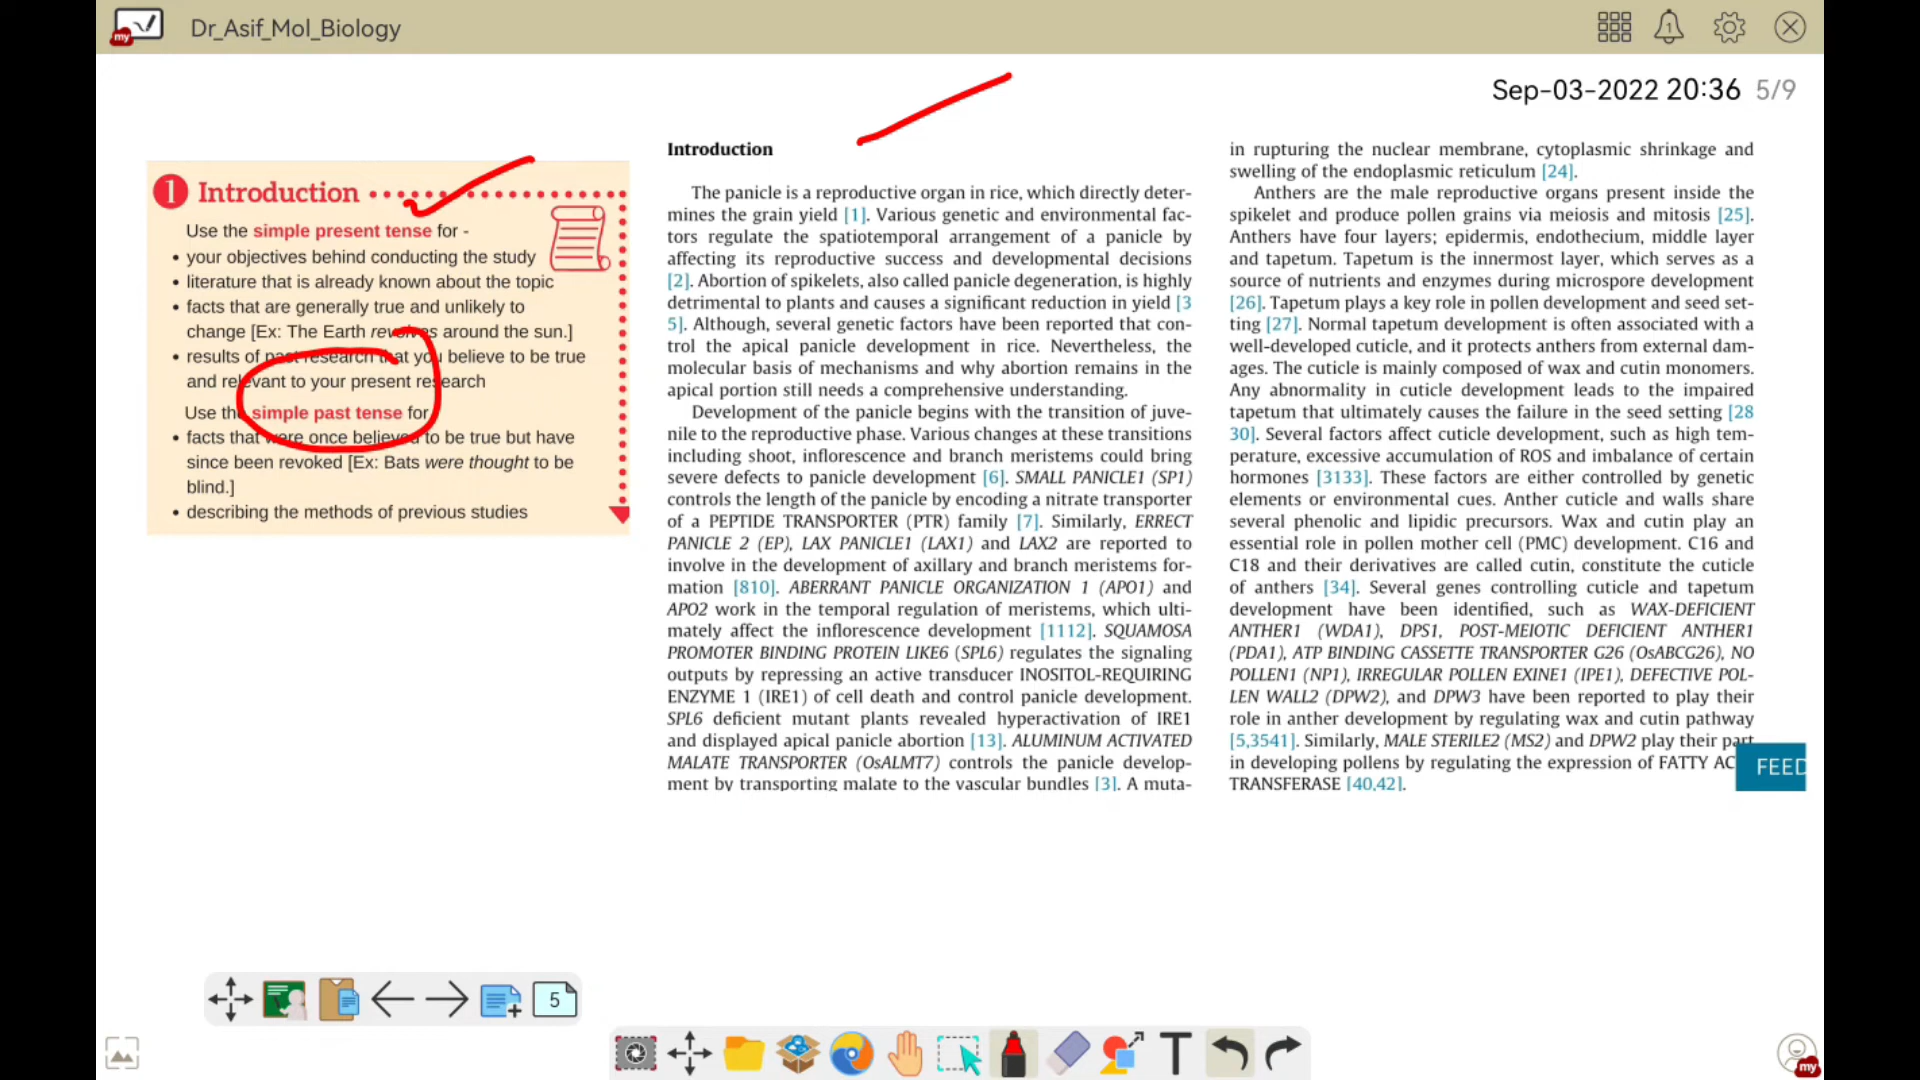 my
Dr_Asif_Mol_Biology
1
Sep-03-2022 20:36 5/9
1 Introduction
Use the simple present tense for -
• your objectives behind conducting the study
• literature that is already known about the topic
• facts that are generally true and unlikely to
change [Ex: The Earth revolves around the sun.]
• results of past research that you believe to be true
and relevant to your present research
Use the simple past tense for
• facts that were once believed to be true but have
since been revoked [Ex: Bats were thought to be
blind.]
• describing the methods of previous studies
Introduction
The panicle is a reproductive organ in rice, which directly deter-
mines the grain yield [1]. Various genetic and environmental fac-
tors regulate the spatiotemporal arrangement of a panicle by
affecting its reproductive success and developmental decisions
[2]. Abortion of spikelets, also called panicle degeneration, is highly
detrimental to plants and causes a significant reduction in yield [3
5]. Although, several genetic factors have been reported that con-
trol the apical panicle development in rice. Nevertheless, the
molecular basis of mechanisms and why abortion remains in the
apical portion still needs a comprehensive understanding.
Development of the panicle begins with the transition of juve-
nile to the reproductive phase. Various changes at these transitions
including shoot, inflorescence and branch meristems could bring
severe defects to panicle development [6]. SMALL PANICLE1 (SP1)
controls the length of the panicle by encoding a nitrate transporter
of a PEPTIDE TRANSPORTER (PTR) family [7]. Similarly, ERRECT
PANICLE 2 (EP), LAX PANICLE1 (LAX1) and LAX2 are reported to
involve in the development of axillary and branch meristems for-
mation [810]. ABERRANT PANICLE ORGANIZATION 1 (APO1) and
APO2 work in the temporal regulation of meristems, which ulti-
mately affect the inflorescence development [1112]. SQUAMOSA
PROMOTER BINDING PROTEIN LIKE6 (SPL6) regulates the signaling
outputs by repressing an active transducer INOSITOL-REQUIRING
ENZYME 1 (IRE1) of cell death and control panicle development.
SPL6 deficient mutant plants revealed hyperactivation of IRE1
and displayed apical panicle abortion [13]. ALUMINUM ACTIVATED
MALATE TRANSPORTER (OsALMT7) controls the panicle develop-
ment by transporting malate to the vascular bundles [3]. A muta-
in rupturing the nuclear membrane, cytoplasmic shrinkage and
swelling of the endoplasmic reticulum [24].
Anthers are the male reproductive organs present inside the
spikelet and produce pollen grains via meiosis and mitosis [25].
Anthers have four layers; epidermis, endothecium, middle layer
and tapetum. Tapetum is the innermost layer, which serves as a
source of nutrients and enzymes during microspore development
[26]. Tapetum plays a key role in pollen development and seed set-
ting [27]. Normal tapetum development is often associated with a
well-developed cuticle, and it protects anthers from external dam-
ages. The cuticle is mainly composed of wax and cutin monomers.
Any abnormality in cuticle development leads to the impaired
tapetum that ultimately causes the failure in the seed setting [28
30]. Several factors affect cuticle development, such as high tem-
perature, excessive accumulation of ROS and imbalance of certain
hormones [3133]. These factors are either controlled by genetic
elements or environmental cues. Anther cuticle and walls share
several phenolic and lipidic precursors. Wax and cutin play an
essential role in pollen mother cell (PMC) development. C16 and
C18 and their derivatives are called cutin, constitute the cuticle
of anthers [34]. Several genes controlling cuticle and tapetum
development have been identified, such as WAX-DEFICIENT
ANTHER1 (WDA1), DPS1, POST-MEIOTIC DEFICIENT ANTHER1
(PDA1), ATP BINDING CASSETTE TRANSPORTER G26 (OsABCG26), NO
POLLEN1 (NP1), IRREGULAR POLLEN EXINE1 (IPE1), DEFECTIVE POL-
LEN WALL2 (DPW2), and DPW3 have been reported to play their
role in anther development by regulating wax and cutin pathway
[5,3541]. Similarly, MALE STERILE2 (MS2) and DPW2 play their part
in developing pollens by regulating the expression of FATTY AC
TRANSFERASE [40,42].
FEED
5
T
my